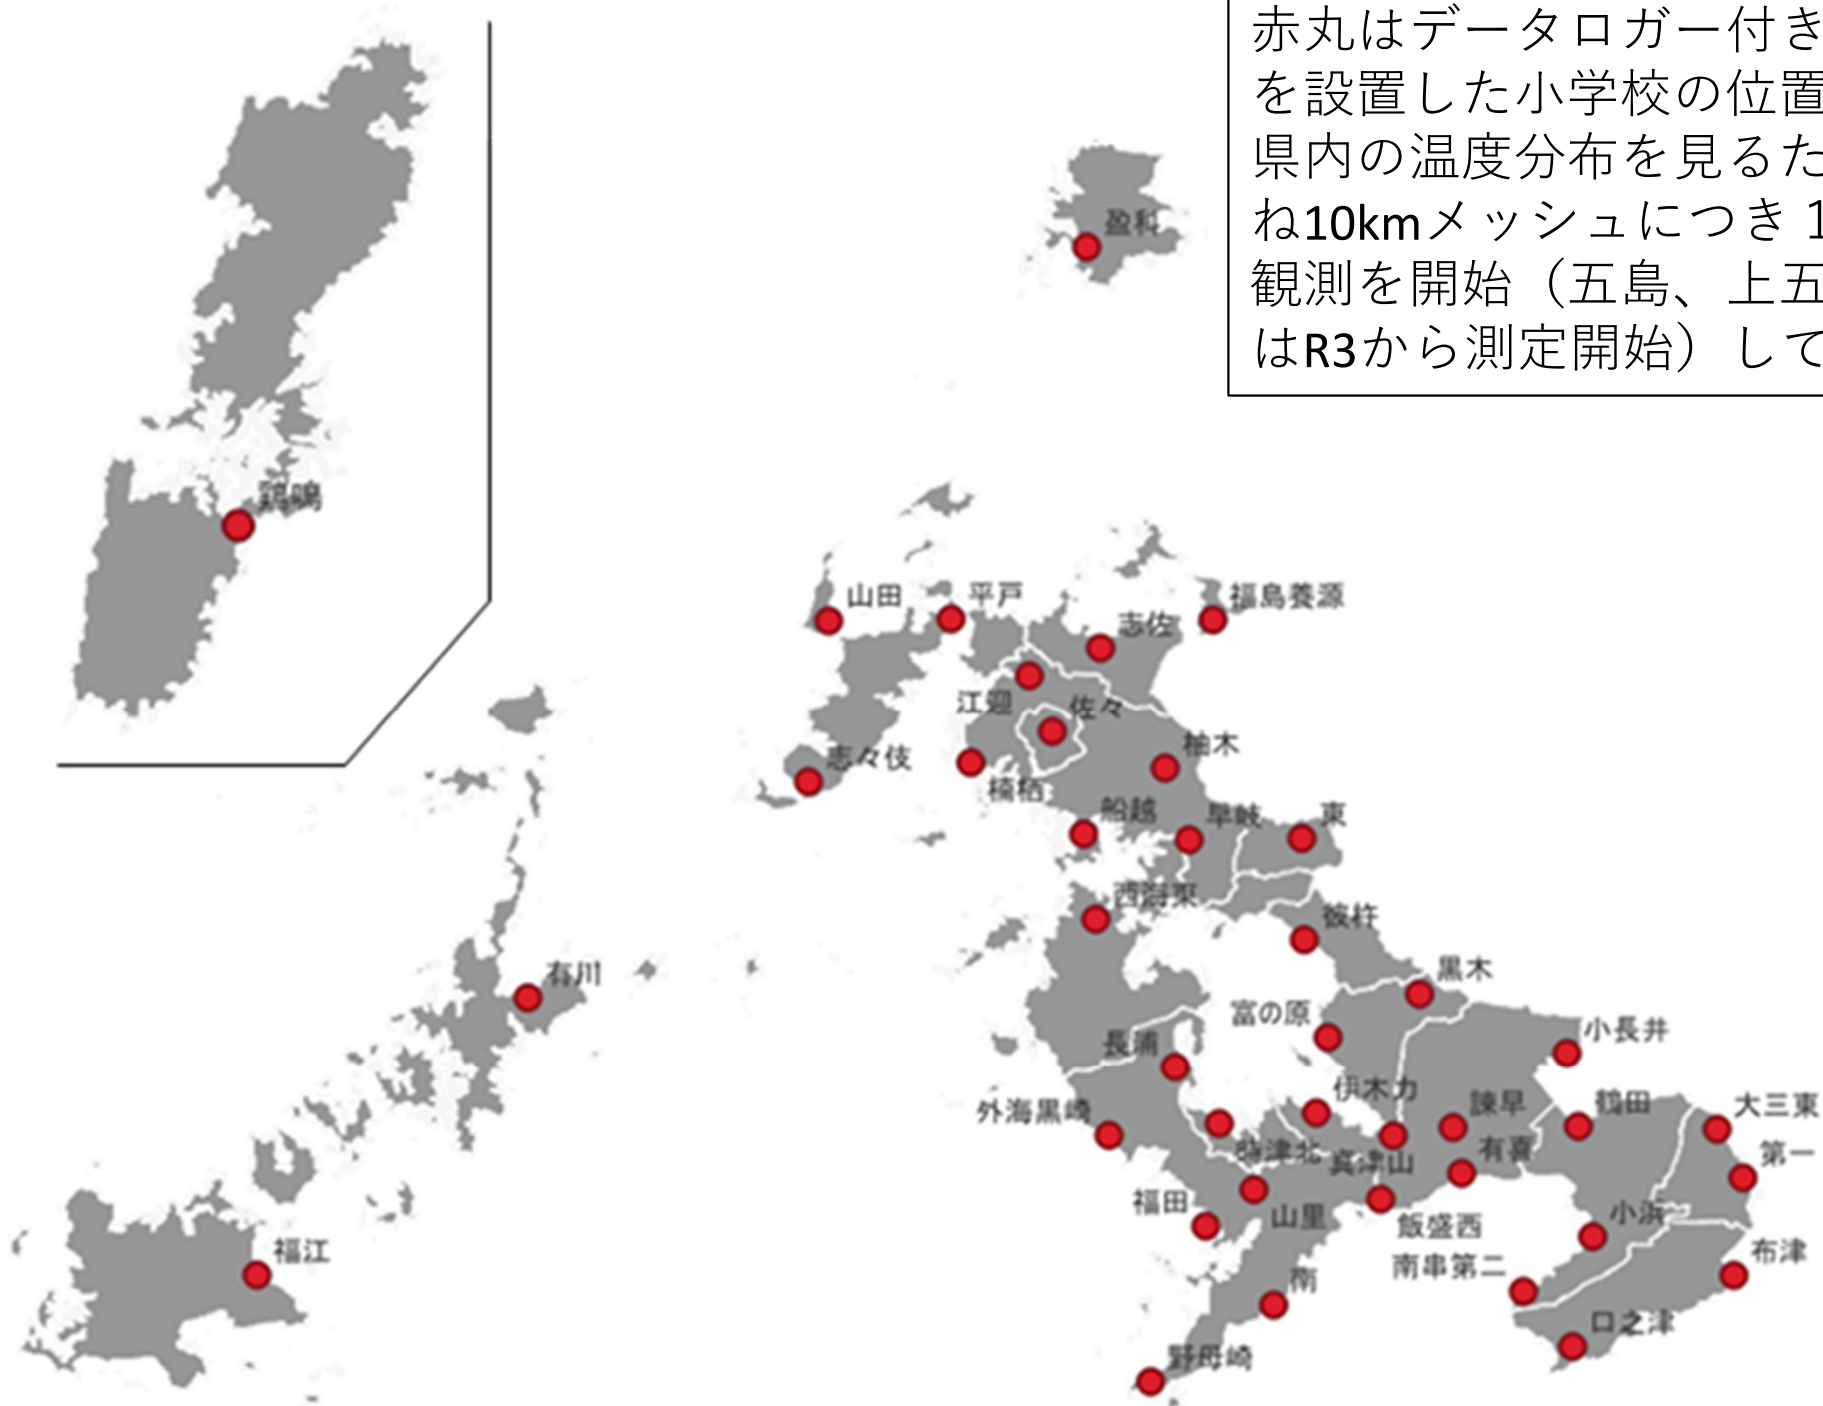 赤丸はデータロガー付き
を設置した小学校の位置
県内の温度分布を見るた
ね10kmメッシュにつき1
観測を開始（五島、上五
はR3から測定開始）して
盈科
鶏鳴
山田
平戸
福島養源
志佐
江迎
佐々
柚木
志々伎
楠栖
船越
早岐
東
西海東
彼杵
有川
黒木
富の原
小長井
長浦
伊木力
諫早
鶴田
大三東
外海黒崎
時津北
真津山
有喜
第一
福田
山里
飯盛西
小浜
福江
南串第二
布津
南
口之津
野母崎